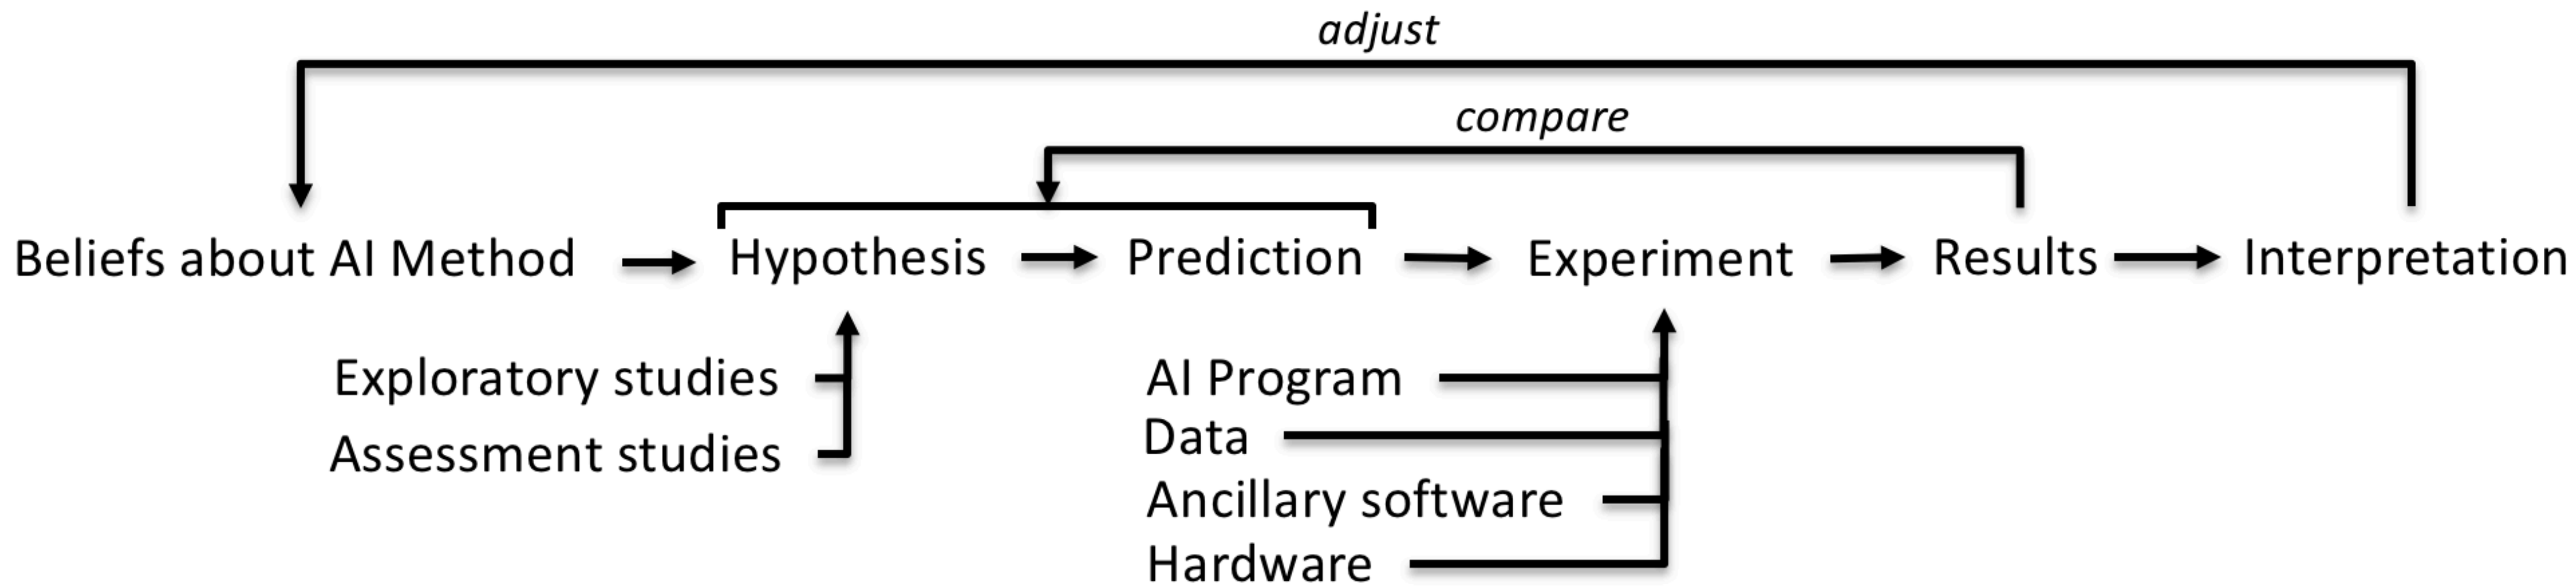 adjust
compare
Beliefs about AI Method Hypothesis Prediction Experiment Results Interpretation
Exploratory studies
Assessment studies
AI Program
Data
Ancillary software
Hardware